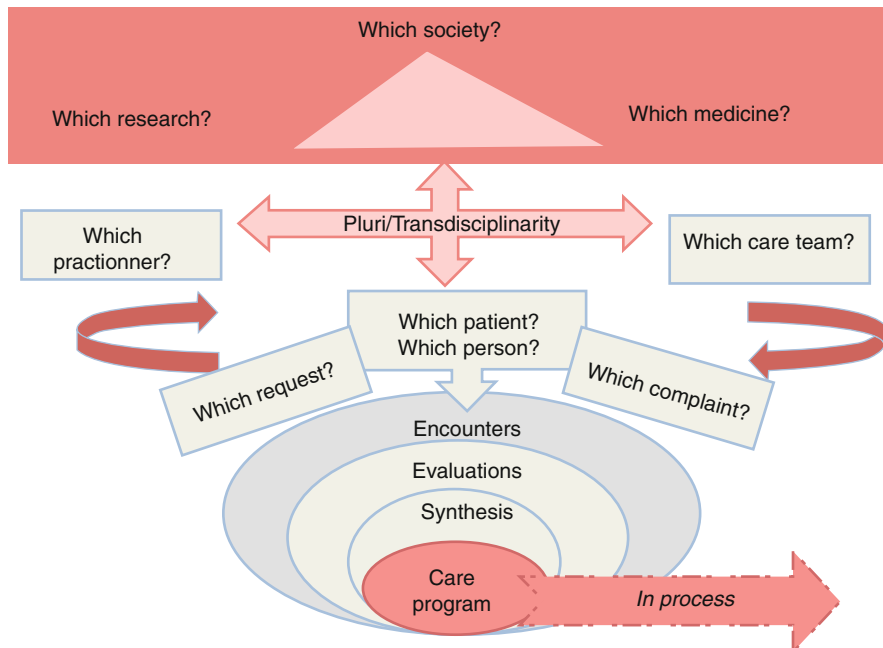 Which society?
Which research?
Which medicine?
Pluri/Transdisciplinarity
Which
practionner?
Which care team?
Which patient?
Which person?
Which request?
Which complaint?
Encounters
Evaluations
Synthesis
Care
program
In process